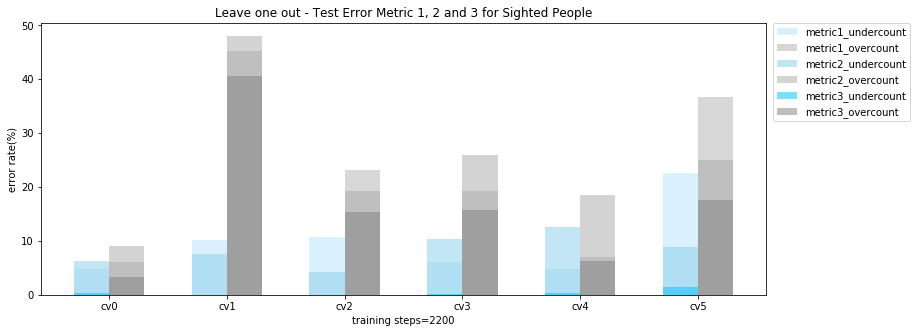 Leave one out - Test Error Metric 1, 2 and 3 for Sighted People
50
40
30
20
10
0
error rate(%)
cv0 cv1 cv2 cv3 cv4 cv5
training steps=2200
metric1_undercount
metric1_overcount
metric2_undercount
metric2_overcount
metric3_undercount
metric3_overcount